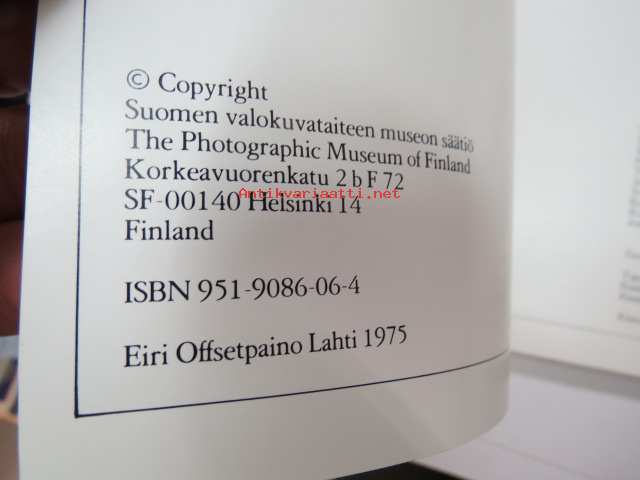 © Copyright
Suomen valokuvataiteen museon säätiö
The Photographic Museum of Finland
Korkeavuorenkatu 2 b F 72
Antikvariaatti.net
SF-00140 Helsinki 14
Finland
ISBN 951-9086-06-4
Eiri Offsetpaino Lahti 1975